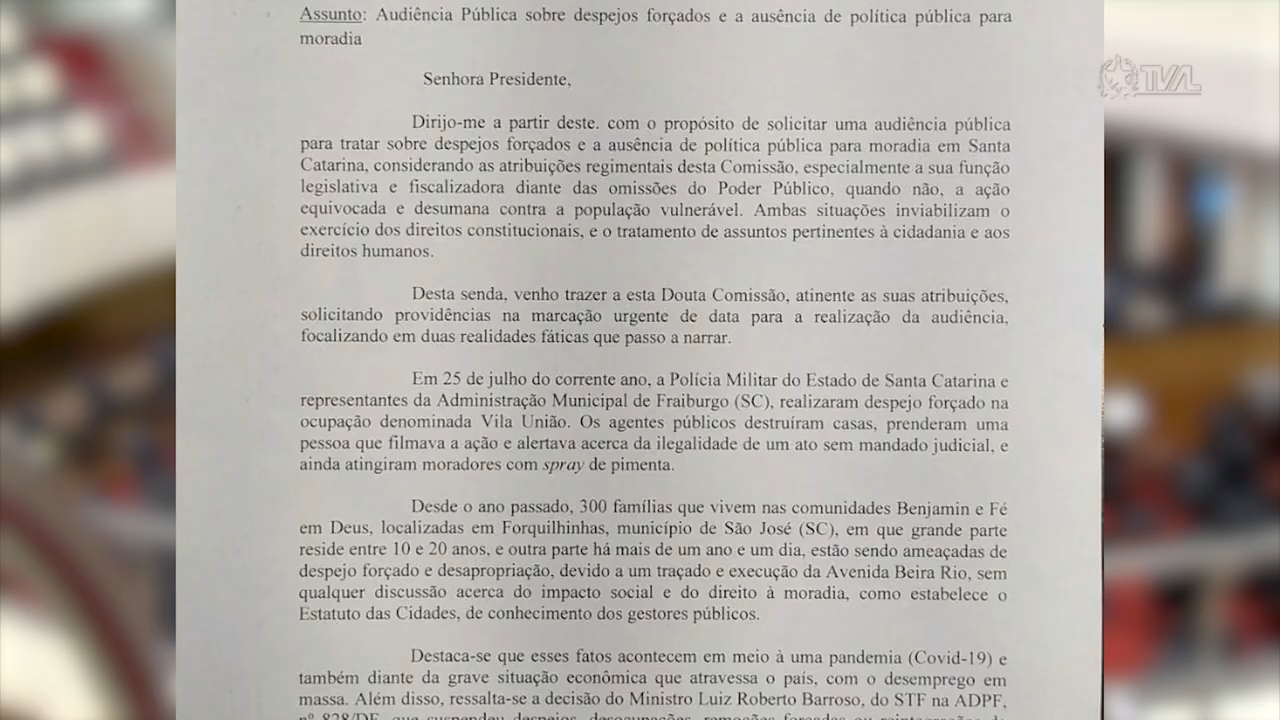 Assunto: Audiência Pública sobre despejos forçados e a ausência de política pública para
moradia
TVAL
Senhora Presidente,
Dirijo-me a partir deste. com o propósito de solicitar uma audiência pública
para tratar sobre despejos forçados e a ausência de política pública para moradia em Santa
Catarina, considerando as atribuições regimentais desta Comissão, especialmente a sua função
legislativa e fiscalizadora diante das omissões do Poder Público, quando não, a ação
equivocada e desumana contra a população vulnerável. Ambas situações inviabilizam o
exercício dos direitos constitucionais, e o tratamento de assuntos pertinentes à cidadania e aos
direitos humanos.
Desta senda, venho trazer a esta Douta Comissão, atinente as suas atribuições,
solicitando providências na marcação urgente de data para a realização da audiência,
focalizando em duas realidades fáticas que passo a narrar.
Em 25 de julho do corrente ano, a Polícia Militar do Estado de Santa Catarina e
representantes da Administração Municipal de Fraiburgo (SC), realizaram despejo forçado na
ocupação denominada Vila União. Os agentes públicos destruíram casas, prenderam uma
pessoa que filmava a ação e alertava acerca da ilegalidade de um ato sem mandado judicial, e
ainda atingiram moradores com spray de pimenta.
Desde o ano passado, 300 famílias que vivem nas comunidades Benjamin e Fé
em Deus, localizadas em Forquilhinhas, município de São José (SC), em que grande parte
reside entre 10 e 20 anos, e outra parte há mais de um ano e um dia, estão sendo ameaçadas de
despejo forçado e desapropriação, devido a um traçado e execução da Avenida Beira Rio, sem
qualquer discussão acerca do impacto social e do direito à moradia, como estabelece o
Estatuto das Cidades, de conhecimento dos gestores públicos.
Destaca-se que esses fatos acontecem em meio à uma pandemia (Covid-19) e
também diante da grave situação econômica que atravessa o país, com o desemprego em
massa. Além disso, ressalta-se a decisão do Ministro Luiz Roberto Barroso, do STF na ADPF,
nº 828/DF, que suspendeu despejos, desocupações, remoções forçadas ou reintegrações de